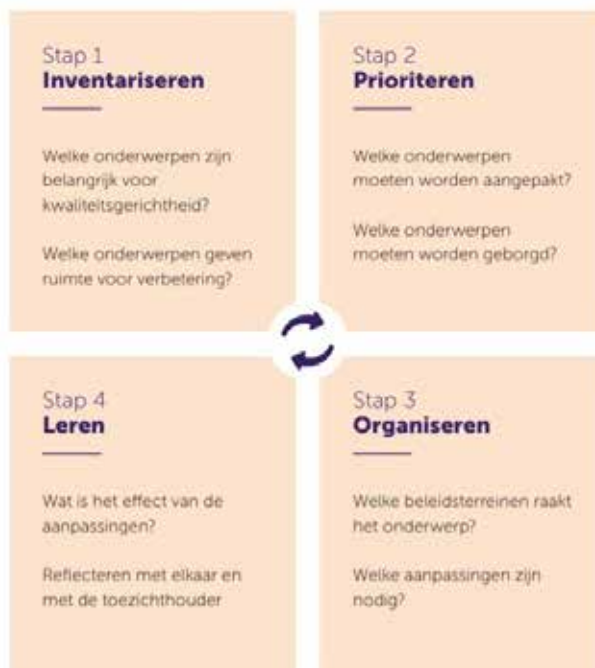 Stap 1
Inventariseren
Welke onderwerpen zijn
belangrijk voor
kwaliteitsgerichtheid?
Welke onderwerpen geven
ruimte voor verbetering?
Stap 2
Prioriteren
Welke onderwerpen
moeten worden aangepakt?
Welke onderwerpen
moeten worden geborgd?
Stap 3
Organiseren
Welke beleidsterreinen raakt
het onderwerp?
Welke aanpassingen zijn
nodig?
Stap 4
Leren
Wat is het effect van de
aanpassingen?
Reflecteren met elkaar en
met de toezichthouder